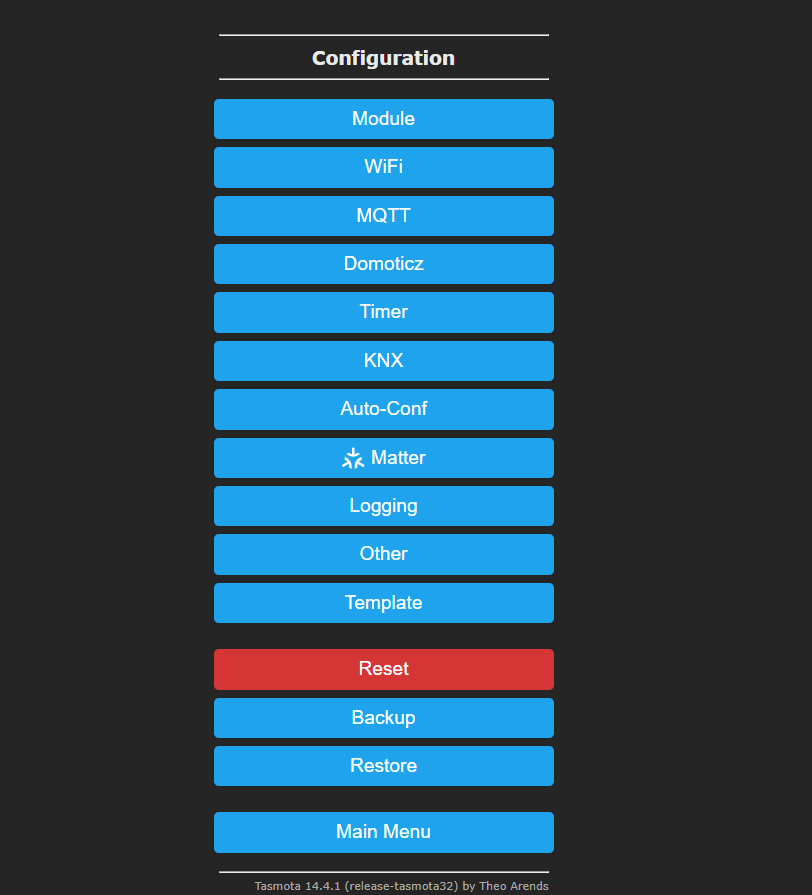 Configuration
Module
WiFi
MQTT
Domoticz
Timer
KNX
Auto-Conf
Matter
Logging
Other
Template
Reset
Backup
Restore
Main Menu
Tasmota 14.4.1 (release-tasmota32) by Theo Arends